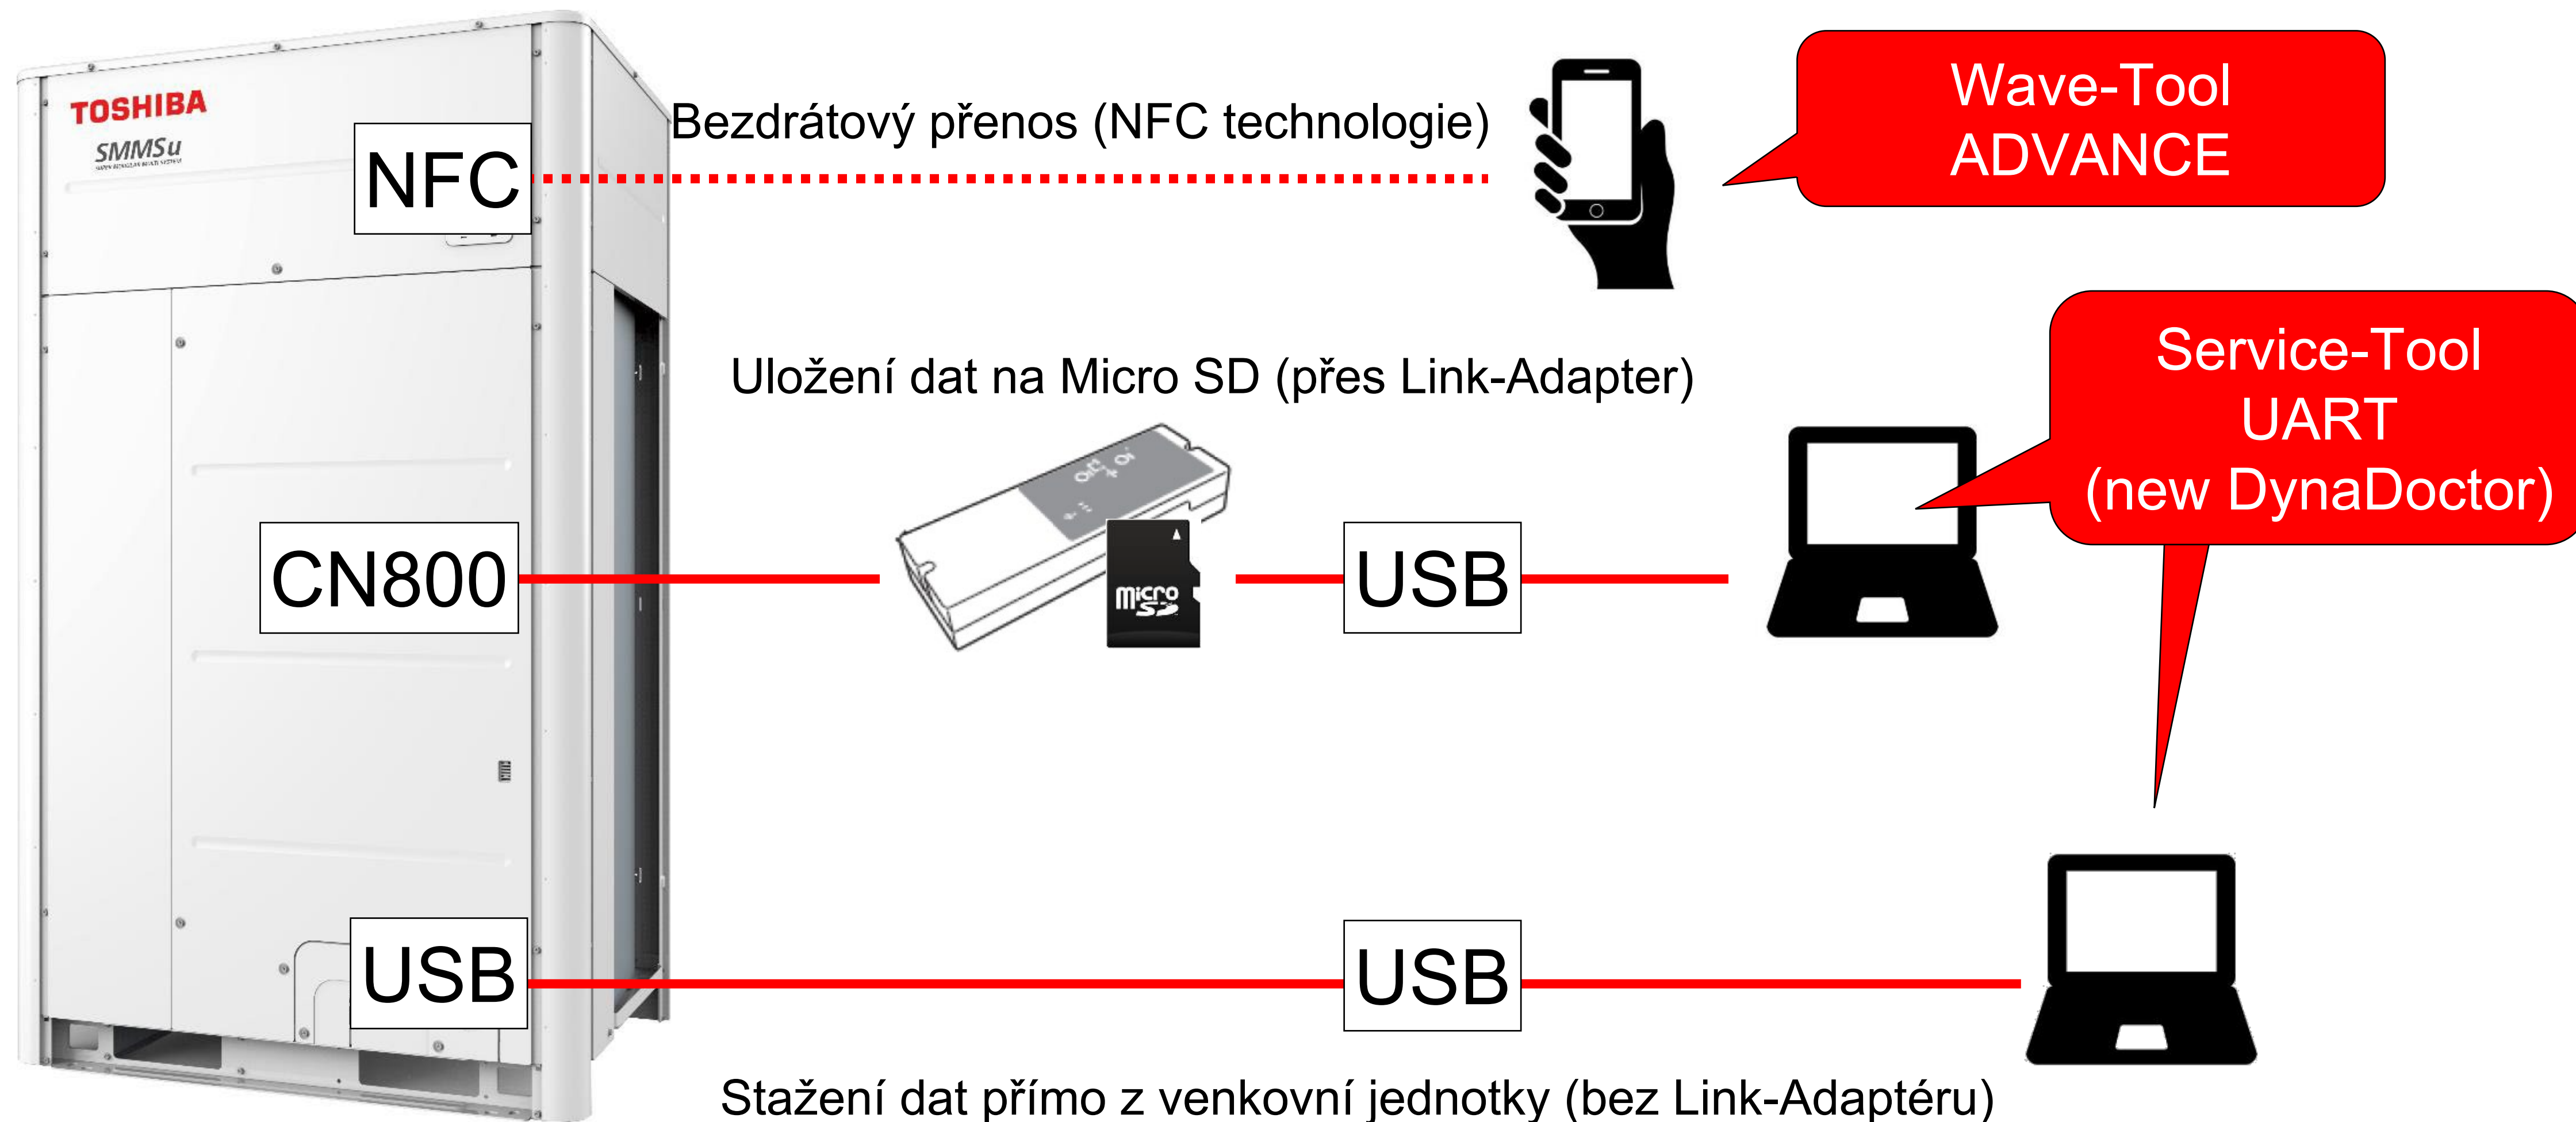 TOSHIBA
SMMSu
NFC
Bezdrátový přenos (NFC technologie)
Wave-Tool
ADVANCE
Uložení dat na Micro SD (přes Link-Adapter)
Service-Tool
UART
(new DynaDoctor)
CN800
micro
SD
USB
USB
USB
Stažení dat přímo z venkovní jednotky (bez Link-Adaptéru)